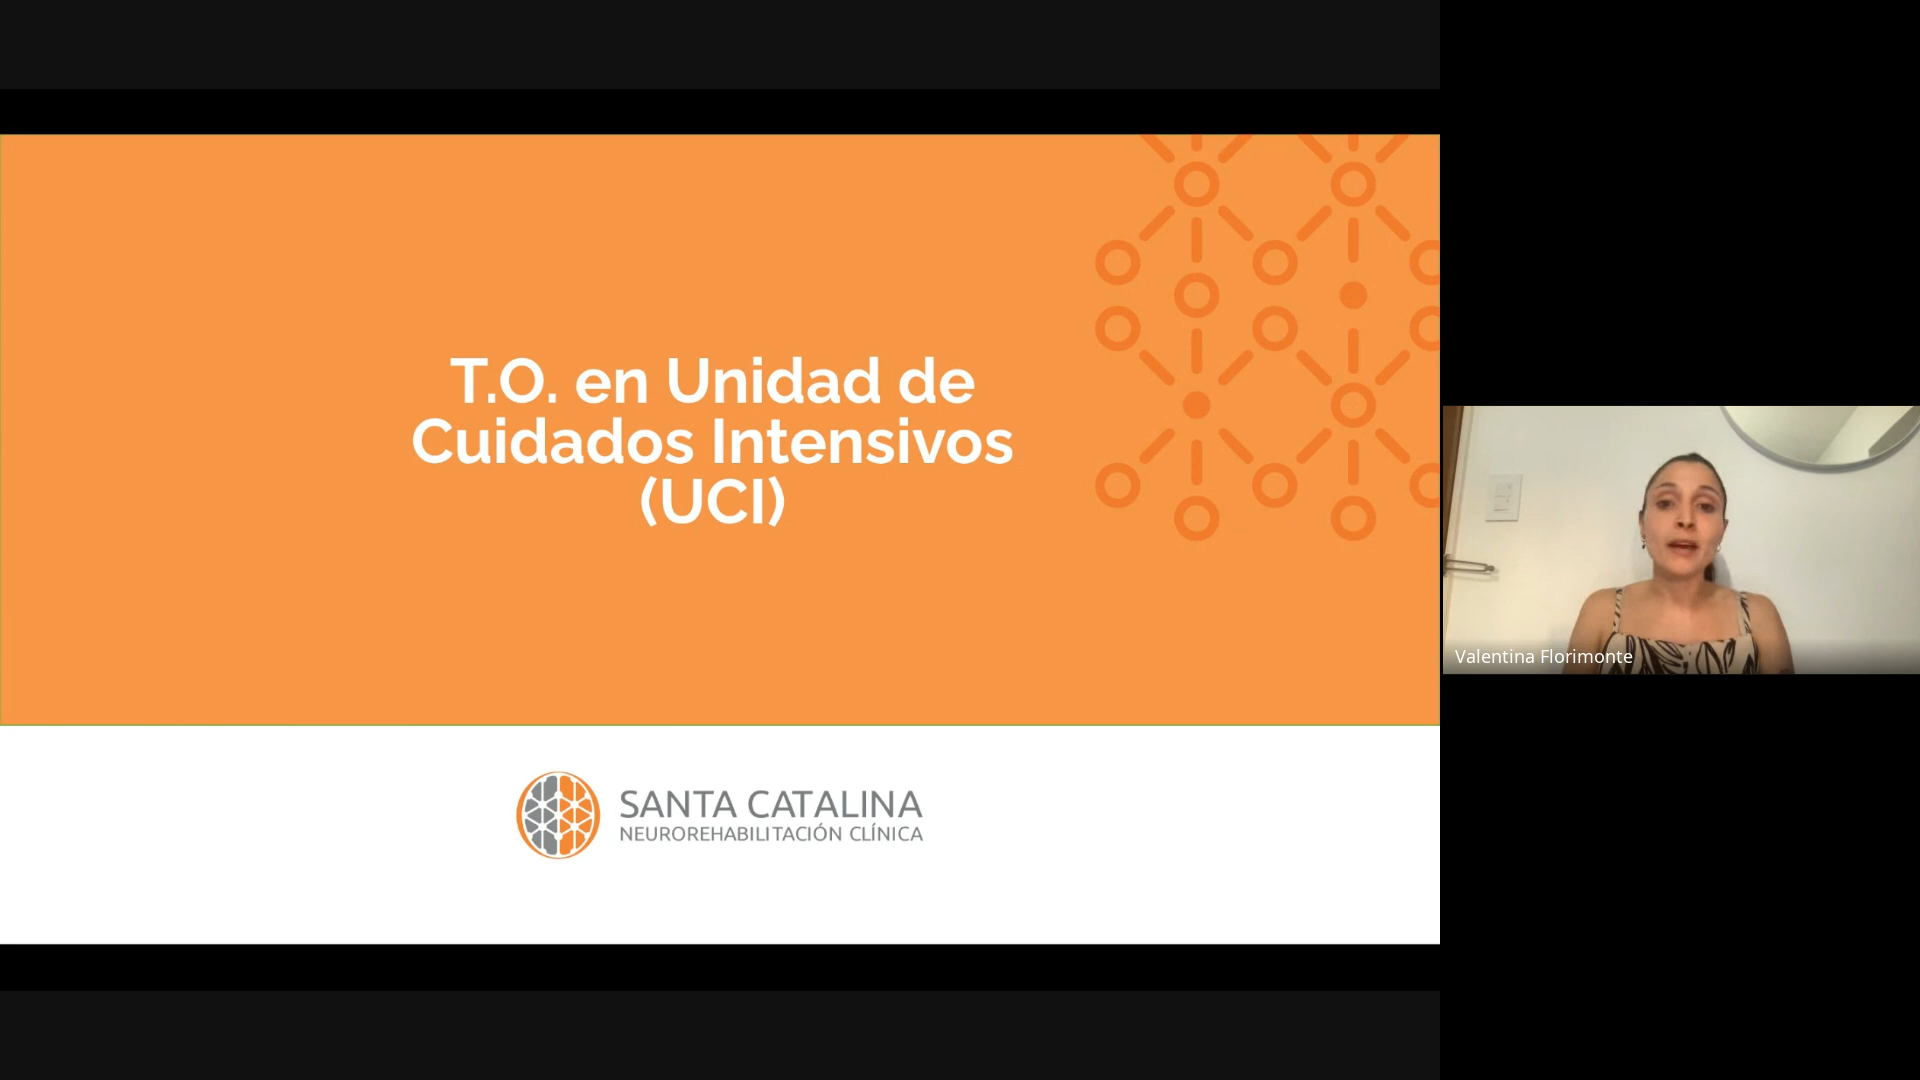 T.O. en Unidad de
Cuidados Intensivos
(UCI)
SANTA CATALINA
NEUROREHABILITACIÓN CLÍNICA
Valentina Florimonte